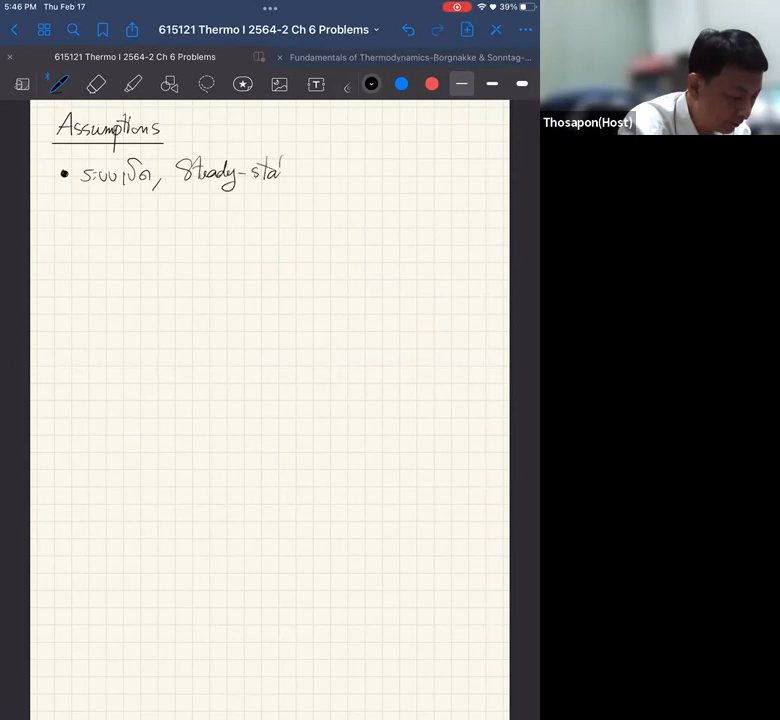 5:46 PM Thu Feb 17
39%
615121 Thermo I 2564-2 Ch 6 Problems
615121 Thermo I 2564-2 Ch 6 Problems
Fundamentals of Thermodynamics-Borgnakke & Sonntag-...
Thosapon(Host)
Assumptions
• ระบบเปิด, Steady-sta